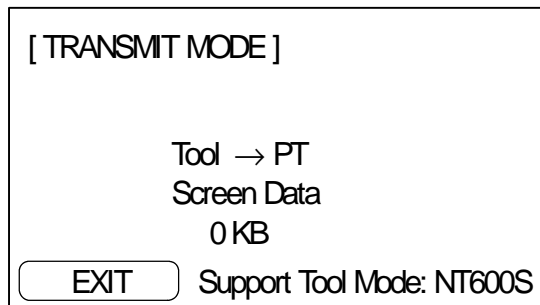 [ TRANSMIT MODE ]
Tool → PT
Screen Data
0 KB
EXIT Support Tool Mode: NT600S